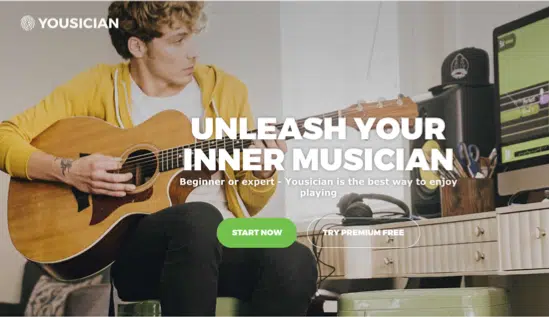 YOUSICIAN
UNLEASH YOUR
INNER MUSICIAN
Beginner or expert - Yousician is the best way to enjoy
playing
START NOW
TRY PREMIUM FREE